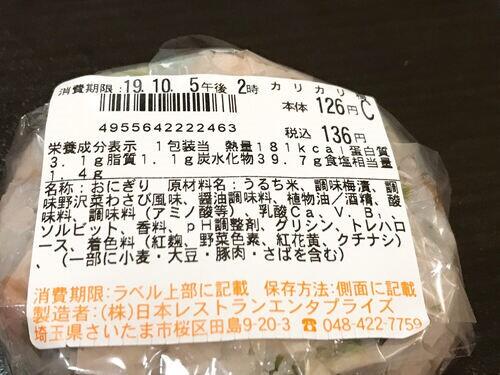 消費期限:19.10. 5午後 2時 カリカリ
本体 126円 C
4955642222463
税込 136円
栄養成分表示 1包装当 熱量181kcal蛋白質
3.1g脂質1.1g炭水化物39.7g食塩相当量
1.4g
名称:おにぎり 原材料名:うるち米、調味梅漬、調
味野沢菜わさび風味、醤油調味料、植物油/酒精、酸
味料、調味料(アミノ酸等) 乳酸Ca、V.B₁、
ソルビット、香料、pH調整剤、グリシン、トレハロ
ース、着色料(紅麹、野菜色素、紅花黄、クチナシ)
、(一部に小麦・大豆・豚肉・さばを含む)
消費期限:ラベル上部に記載 保存方法:側面に記載
製造者:(株)日本レストランエンタプライズ
埼玉県さいたま市桜区田島9-20-3 ☎048-422-7759